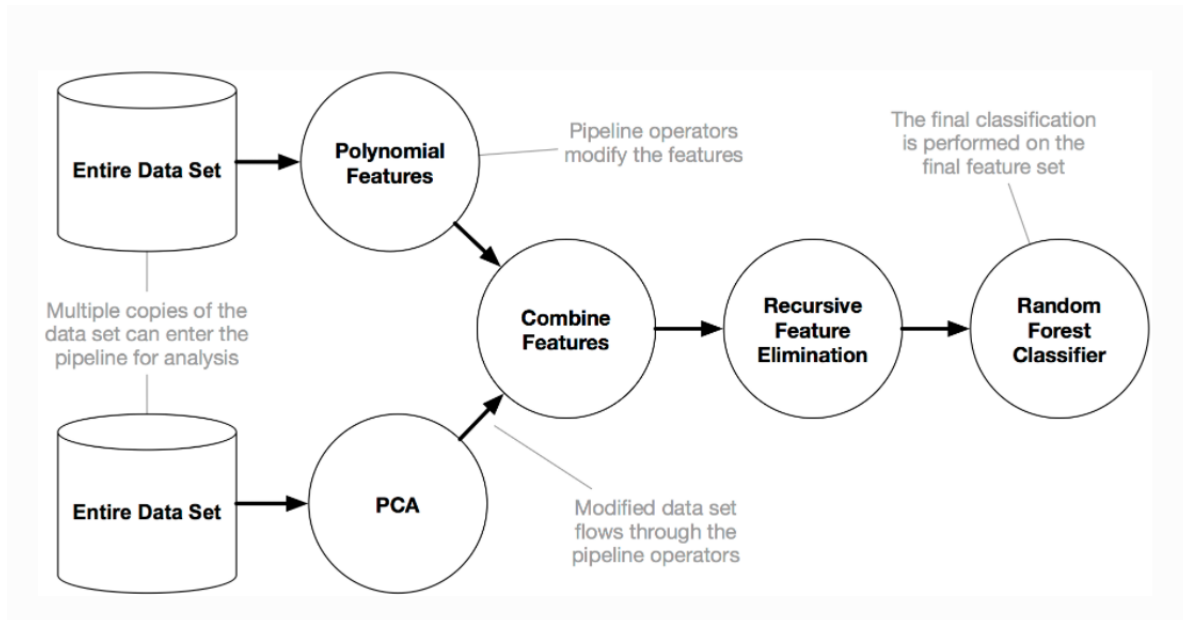 Entire Data Set
Polynomial
Features
Pipeline operators
modify the features
The final classification
is performed on the
final feature set
Multiple copies of the
data set can enter the
pipeline for analysis
Combine
Features
Recursive
Feature
Elimination
Random
Forest
Classifier
Entire Data Set
PCA
Modified data set
flows through the
pipeline operators